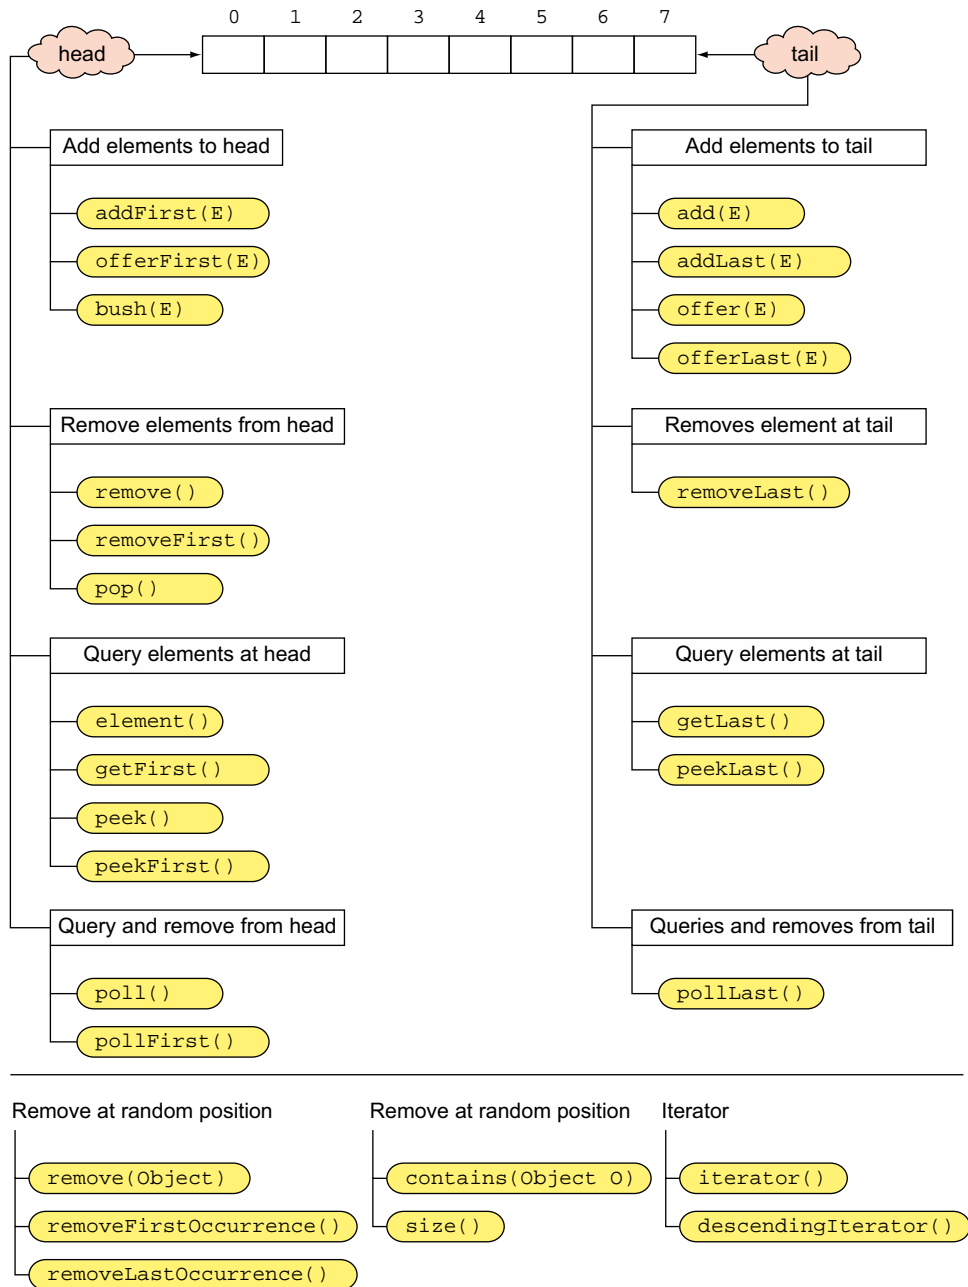 0 1 2 3 4 5 6 7
head
tail
Add elements to head
addFirst(E)
offerFirst(E)
bush(E)
Remove elements from head
remove()
removeFirst()
pop()
Query elements at head
element()
getFirst()
peek()
peekFirst()
Query and remove from head
poll()
pollFirst()
Add elements to tail
add(E)
addLast(E)
offer(E)
offerLast(E)
Removes element at tail
removeLast()
Query elements at tail
getLast()
peekLast()
Queries and removes from tail
pollLast()
Remove at random position
remove(Object)
removeFirstOccurrence()
removeLastOccurrence()
Remove at random position
contains(Object O)
size()
Iterator
iterator()
descendingIterator()